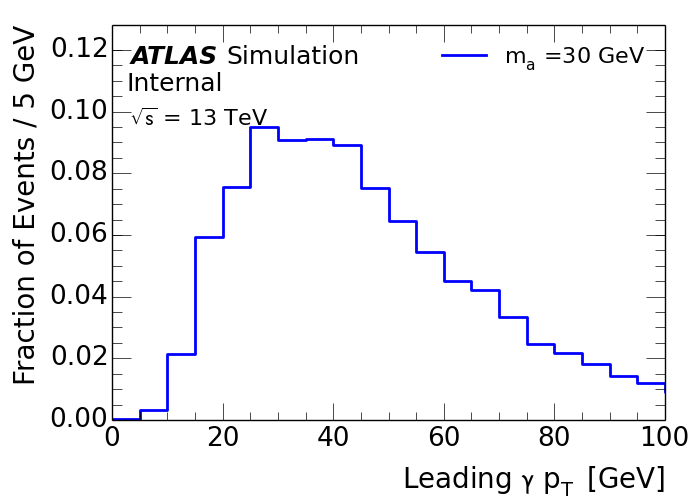 ATLAS Simulation
Internal
√s = 13 TeV
m_a =30 GeV
Fraction of Events / 5 GeV
0.12
0.10
0.08
0.06
0.04
0.02
0.00
0 20 40 60 80 100
Leading γ p_T [GeV]